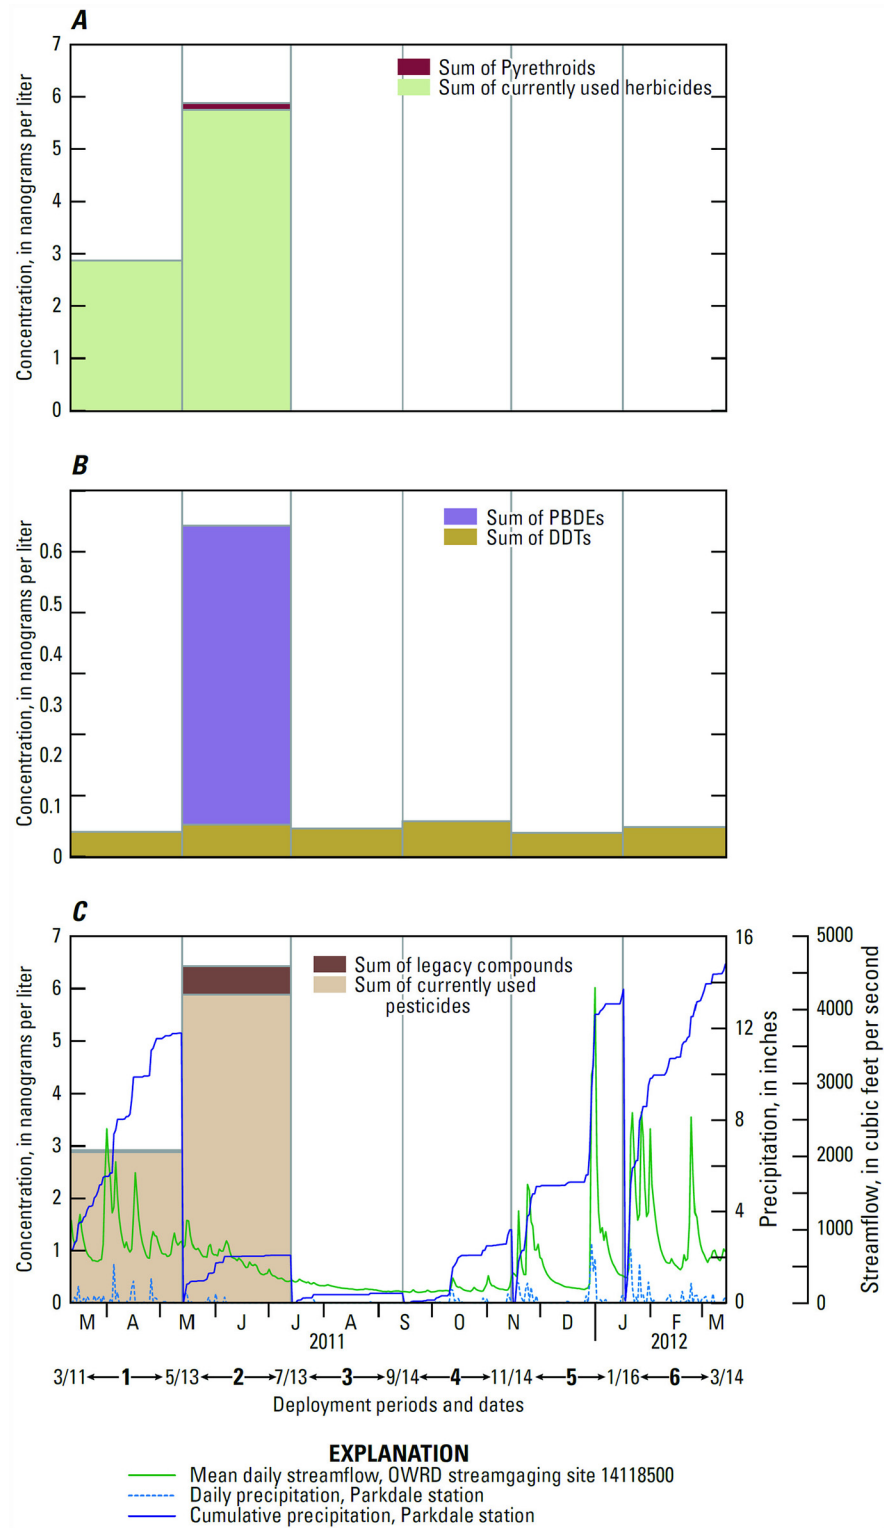 A
Concentration, in nanograms per liter
7
6
5
4
3
2
1
0
Sum of Pyrethroids
Sum of currently used herbicides
B
Concentration, in nanograms per liter
0.6
0.5
0.4
0.3
0.2
0.1
0
Sum of PBDEs
Sum of DDTs
C
Concentration, in nanograms per liter
7
6
5
4
3
2
1
0
Sum of legacy compounds
Sum of currently used
pesticides
16
12
8
4
0
Precipitation, in inches
5000
4000
3000
2000
1000
0
Streamflow, in cubic feet per second
M A M J J A S O N D J F M
2011 2012
3/11 1 5/13 2 7/13 3 9/14 4 11/14 5 1/16 6 3/14
Deployment periods and dates
EXPLANATION
Mean daily streamflow, OWRD streamgaging site 14118500
Daily precipitation, Parkdale station
Cumulative precipitation, Parkdale station